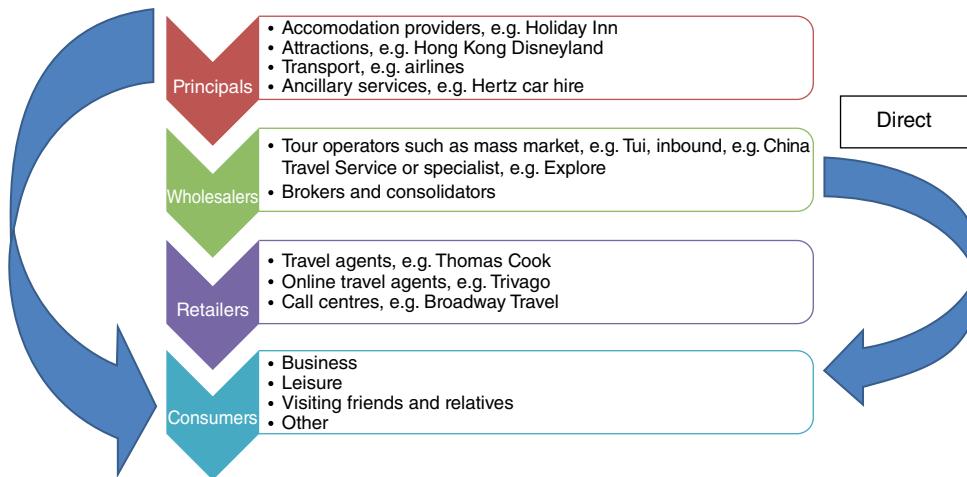 Principals
• Accomodation providers, e.g. Holiday Inn
• Attractions, e.g. Hong Kong Disneyland
• Transport, e.g. airlines
• Ancillary services, e.g. Hertz car hire
Direct
Wholesalers
• Tour operators such as mass market, e.g. Tui, inbound, e.g. China
Travel Service or specialist, e.g. Explore
• Brokers and consolidators
Retailers
• Travel agents, e.g. Thomas Cook
• Online travel agents, e.g. Trivago
• Call centres, e.g. Broadway Travel
Consumers
• Business
• Leisure
• Visiting friends and relatives
• Other